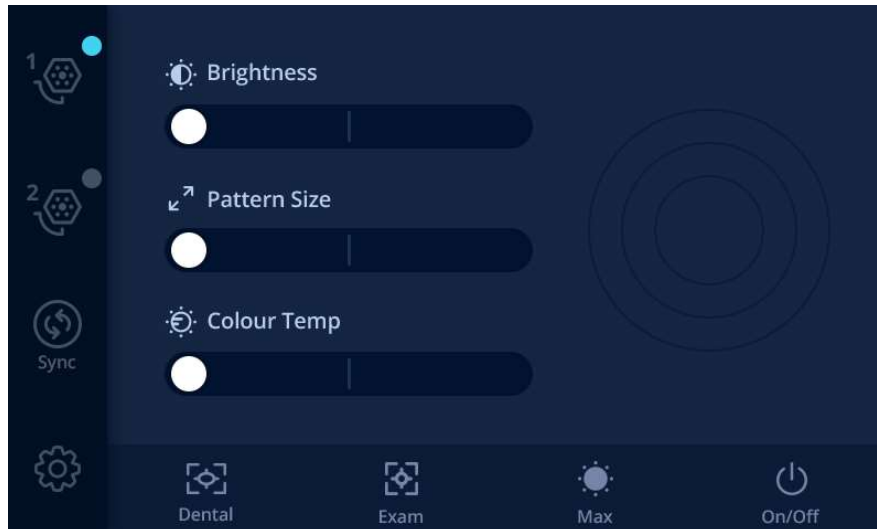 1
Brightness
2
Pattern Size
Colour Temp
Sync
Dental
Exam
Max
On/Off